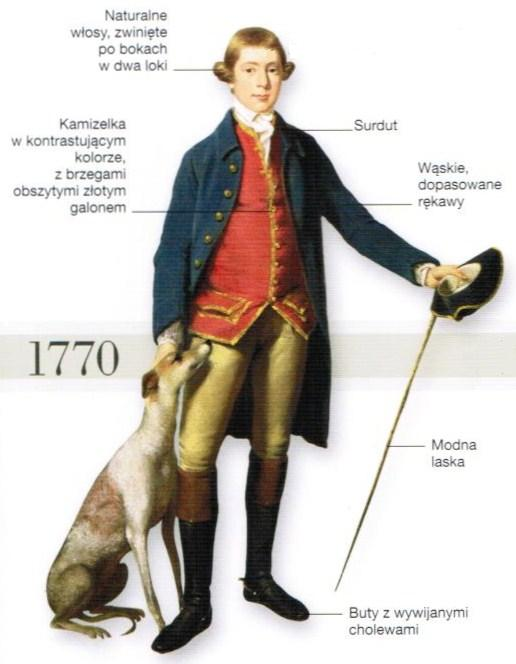 Naturalne
włosy, zwinięte
po bokach
w dwa loki
Kamizelka
w kontrastującym
kolorze,
z brzegami
obszytymi złotym
galonem
Surdut
Wąskie,
dopasowane
rękawy
1770
Modna
laska
Buty z wywijanymi
cholewami